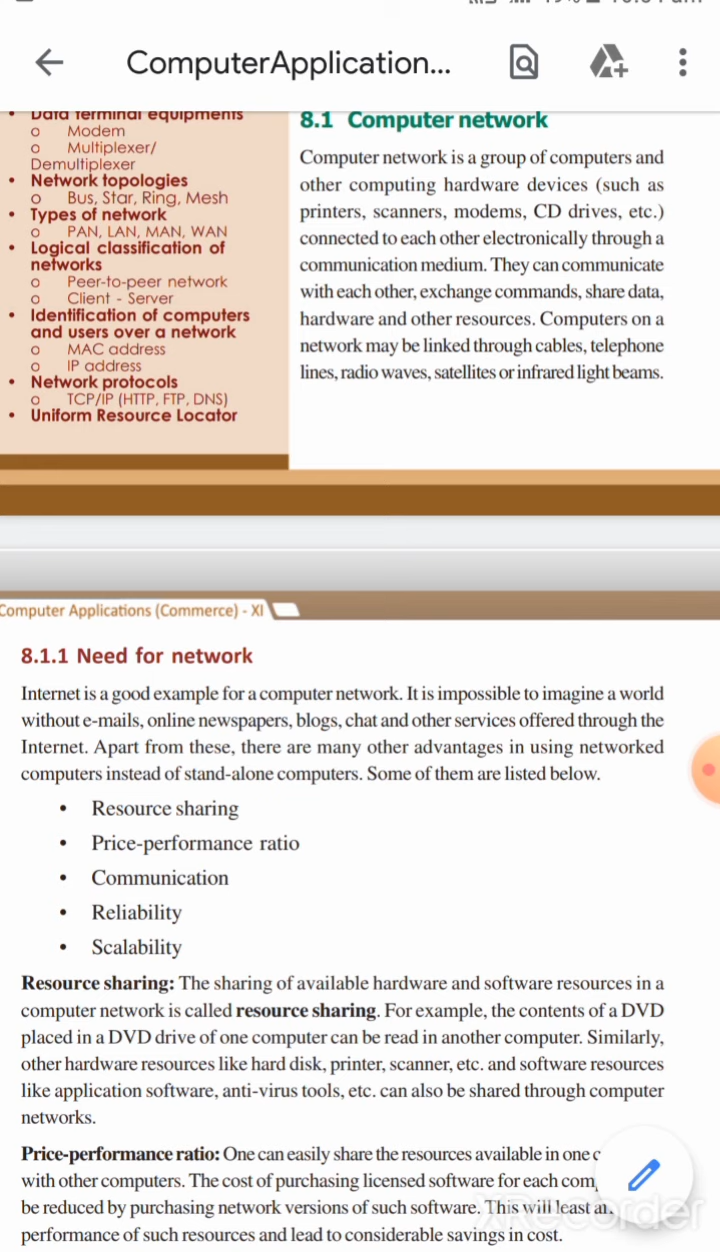 ComputerApplication...
Data terminal equipments
o Modem
o Multiplexer/
Demultiplexer
• Network topologies
o Bus, Star, Ring, Mesh
• Types of network
o PAN, LAN, MAN, WAN
• Logical classification of
networks
o Peer-to-peer network
o Client - Server
• Identification of computers
and users over a network
o MAC address
o IP address
• Network protocols
o TCP/IP (HTTP, FTP, DNS)
• Uniform Resource Locator
8.1 Computer network
Computer network is a group of computers and
other computing hardware devices (such as
printers, scanners, modems, CD drives, etc.)
connected to each other electronically through a
communication medium. They can communicate
with each other, exchange commands, share data,
hardware and other resources. Computers on a
network may be linked through cables, telephone
lines, radio waves, satellites or infrared light beams.
Computer Applications (Commerce) - XI
8.1.1 Need for network
Internet is a good example for a computer network. It is impossible to imagine a world
without e-mails, online newspapers, blogs, chat and other services offered through the
Internet. Apart from these, there are many other advantages in using networked
computers instead of stand-alone computers. Some of them are listed below.
• Resource sharing
• Price-performance ratio
• Communication
• Reliability
• Scalability
Resource sharing: The sharing of available hardware and software resources in a
computer network is called resource sharing. For example, the contents of a DVD
placed in a DVD drive of one computer can be read in another computer. Similarly,
other hardware resources like hard disk, printer, scanner, etc. and software resources
like application software, anti-virus tools, etc. can also be shared through computer
networks.
Price-performance ratio: One can easily share the resources available in one
with other computers. The cost of purchasing licensed software for each
be reduced by purchasing network versions of such software. This will least
performance of such resources and lead to considerable savings in cost.
XRecorder